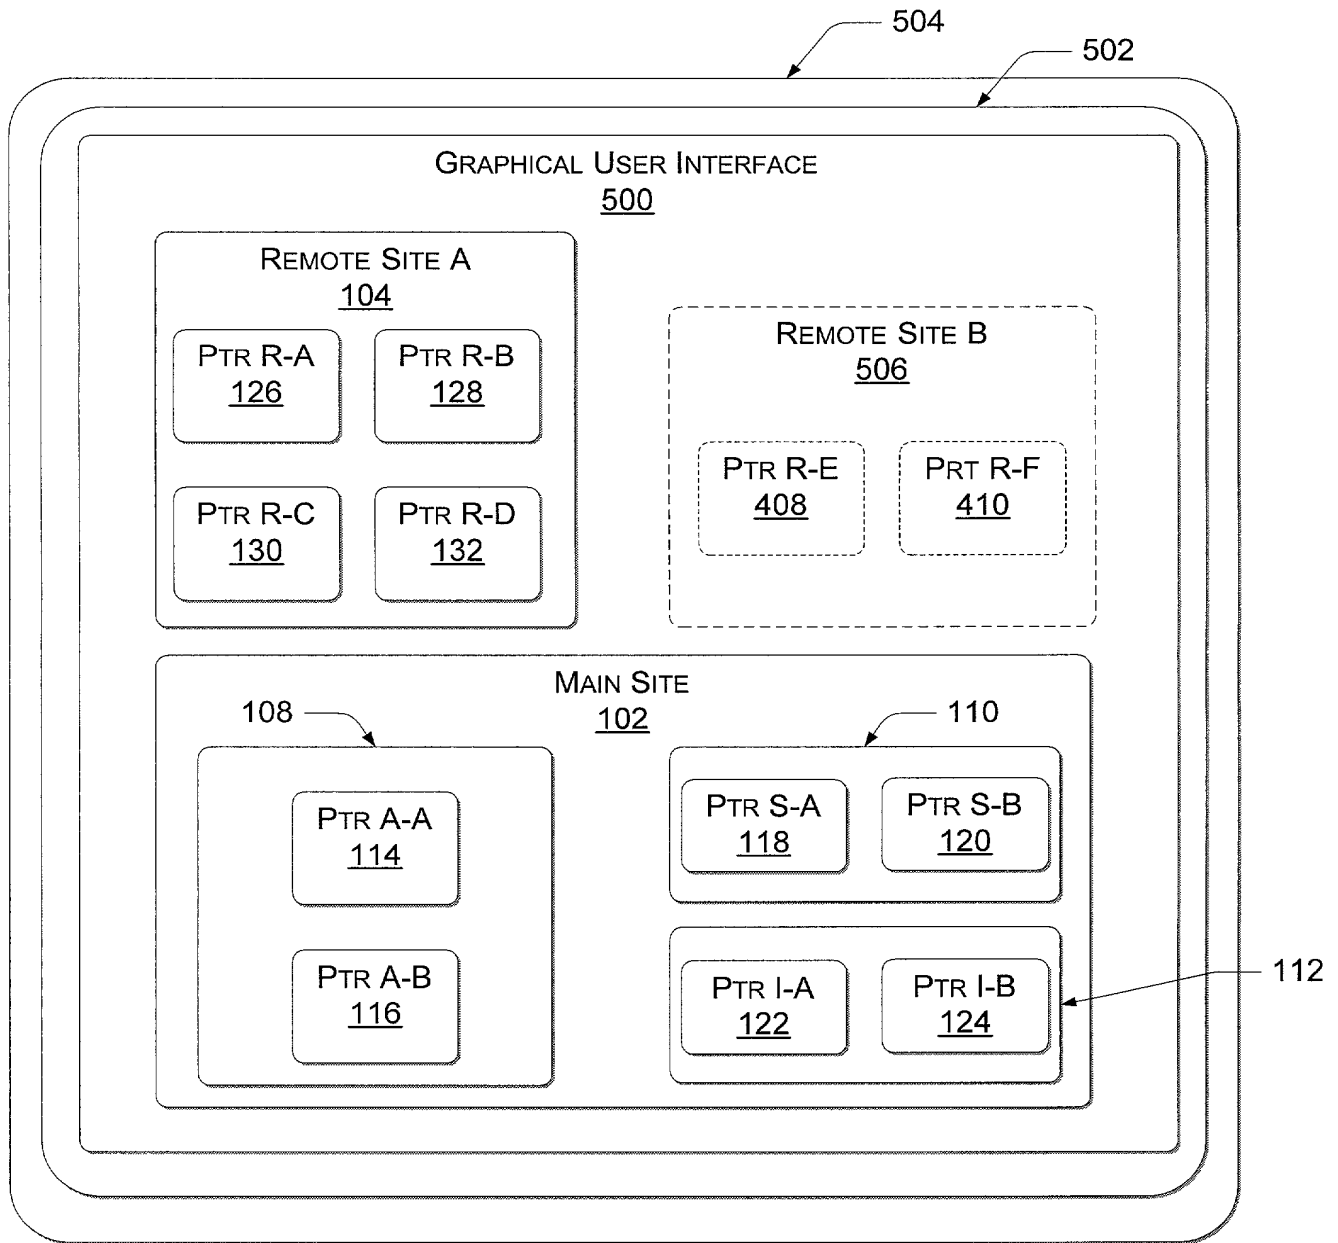 504
502
Graphical User Interface
500
Remote Site A
104
Ptr R-A
126
Ptr R-B
128
Ptr R-C
130
Ptr R-D
132
Remote Site B
506
Ptr R-E
408
Prt R-F
410
Main Site
102
108
110
Ptr A-A
114
Ptr A-B
116
Ptr S-A
118
Ptr S-B
120
Ptr I-A
122
Ptr I-B
124
112